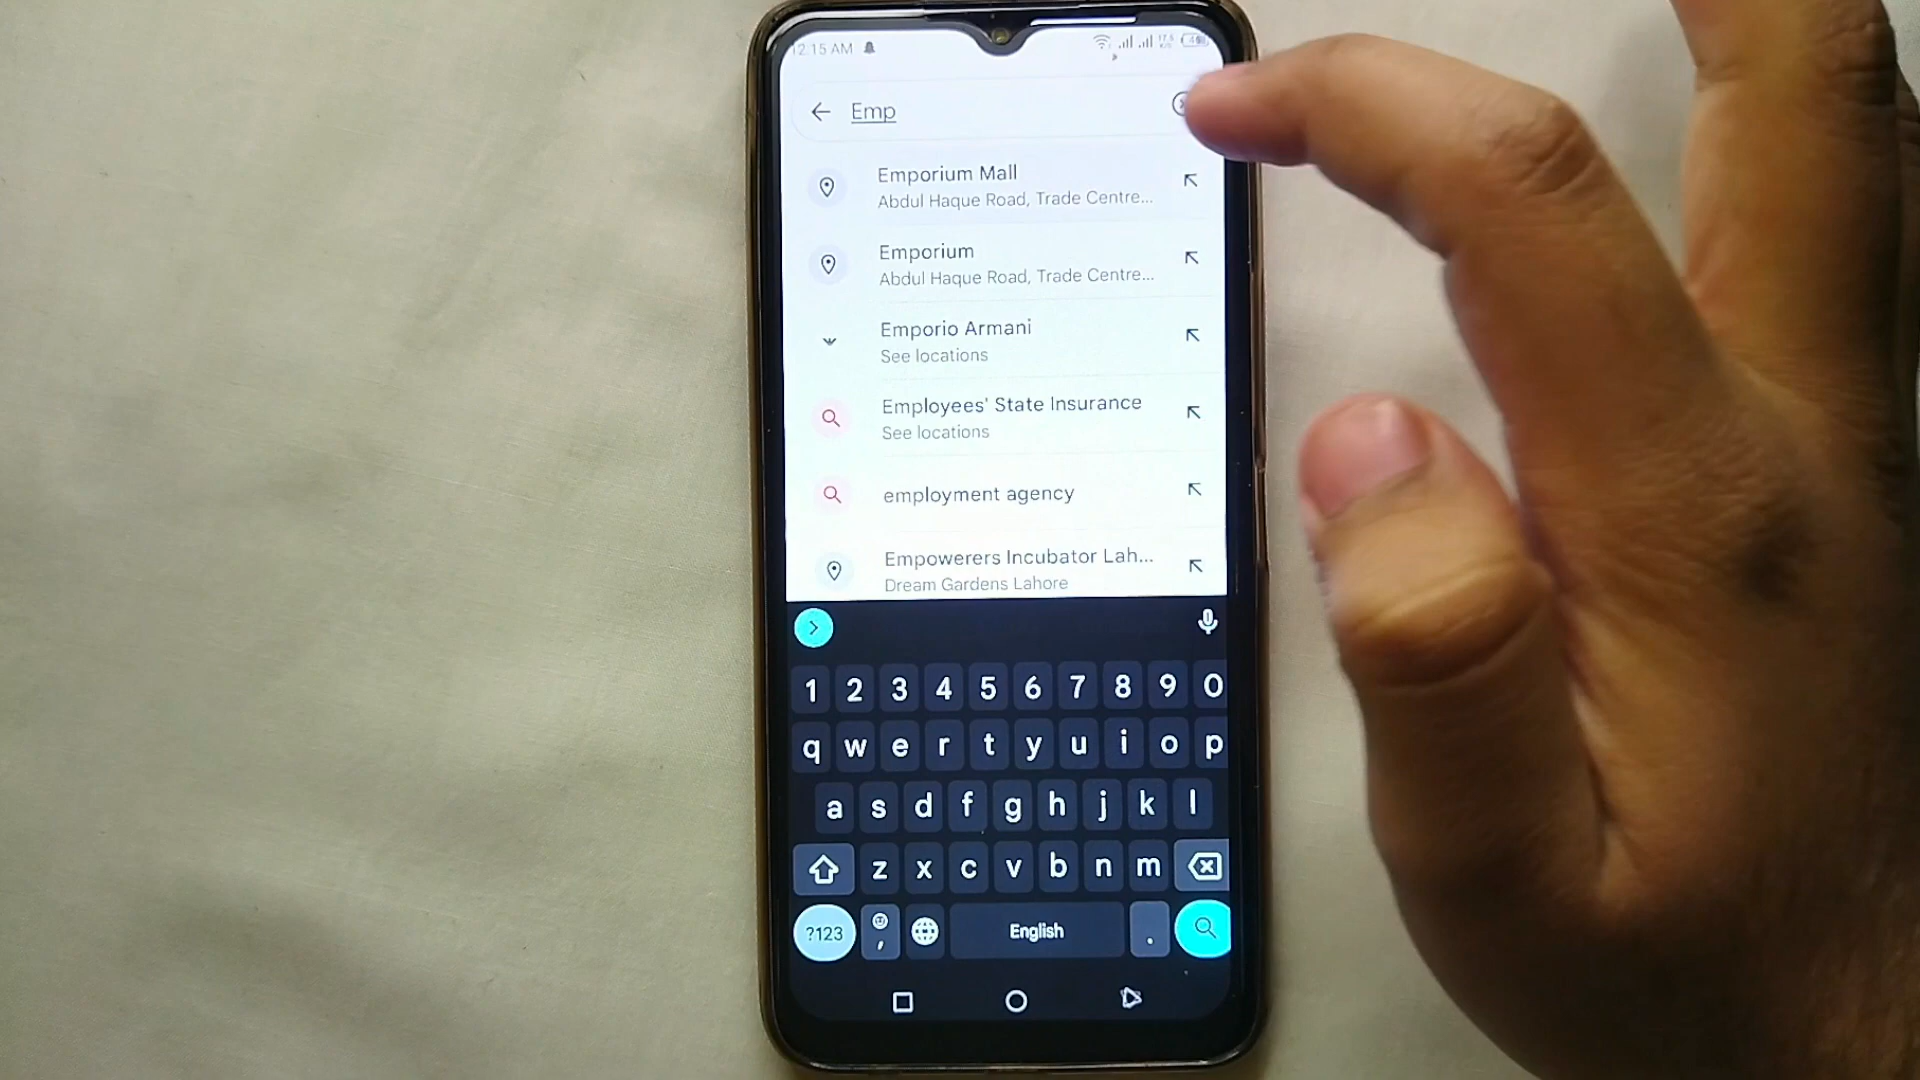 12:15 AM
Emp
Emporium Mall
Abdul Haque Road, Trade Centre...
Emporium
Abdul Haque Road, Trade Centre...
Emporio Armani
See locations
Employees' State Insurance
See locations
employment agency
Empowerers Incubator Lah...
Dream Gardens Lahore
1 2 3 4 5 6 7 8 9 0
q w e r t y u i o p
a s d f g h j k l
z x c v b n m
?123 , English .